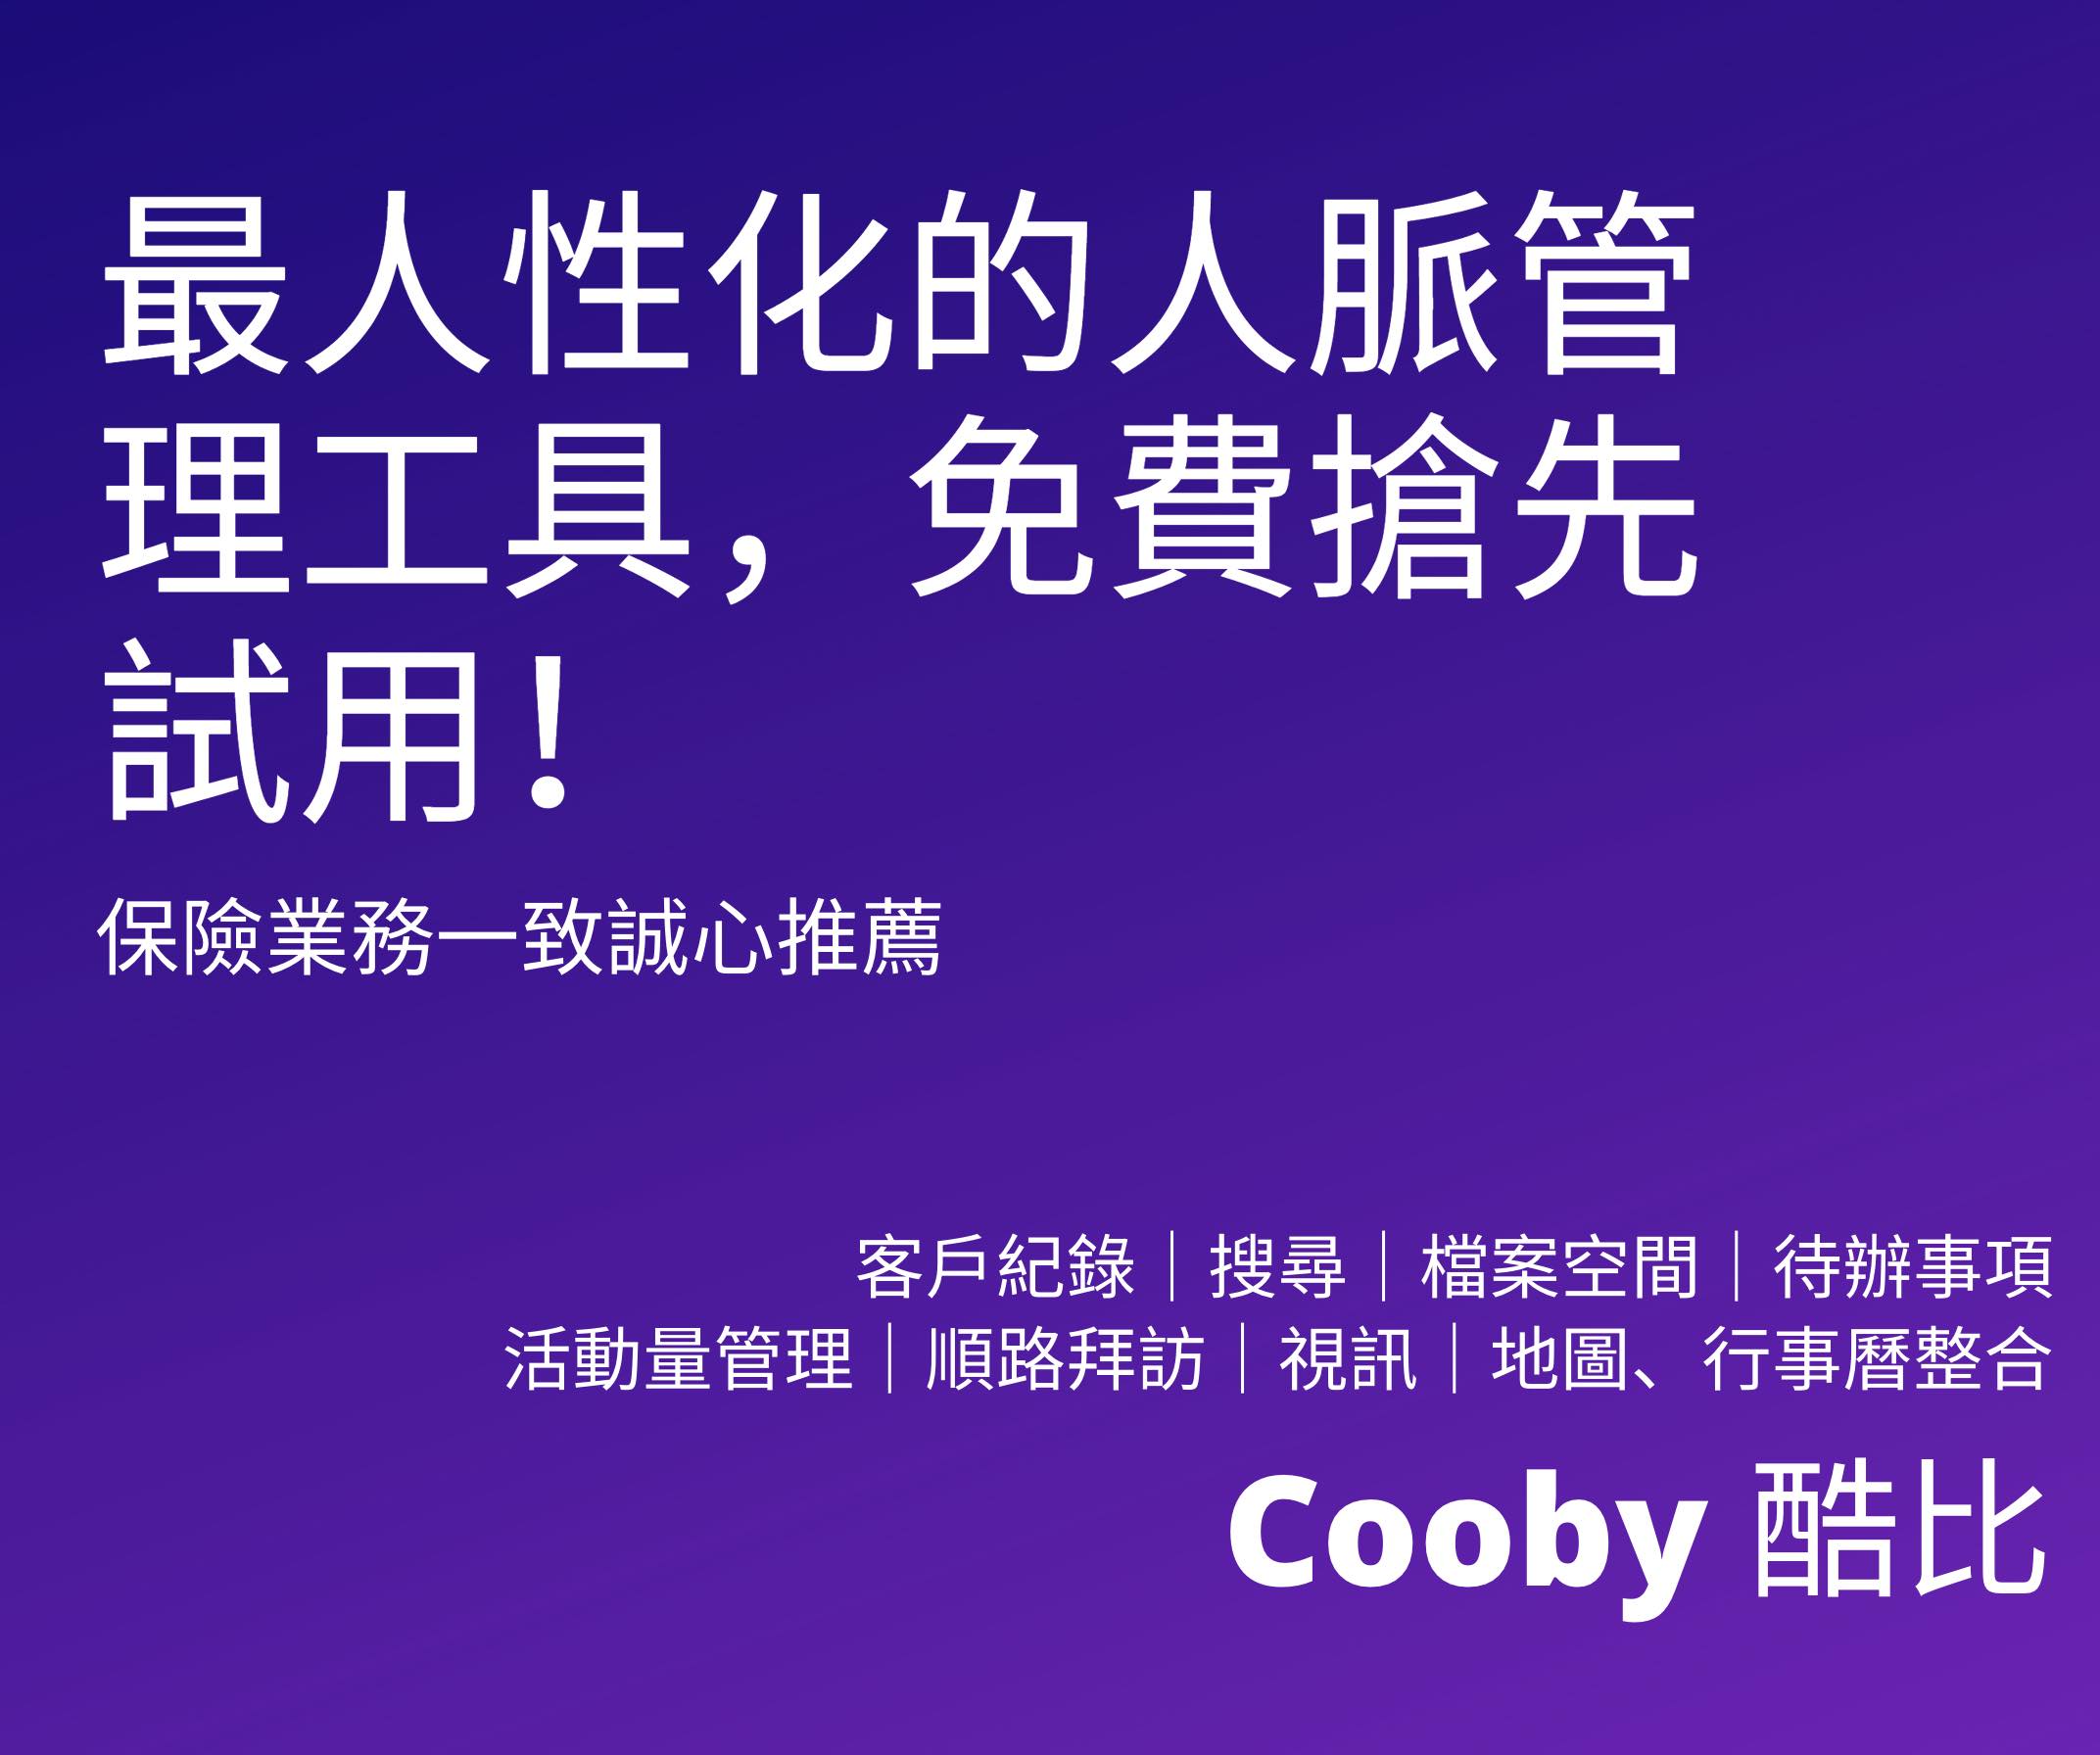 最人性化的人脈管
理工具，免費搶先
試用！
保險業務一致誠心推薦
客戶紀錄｜搜尋｜檔案空間｜待辦事項
活動量管理｜順路拜訪｜視訊｜地圖、行事曆整合
Cooby 酷比